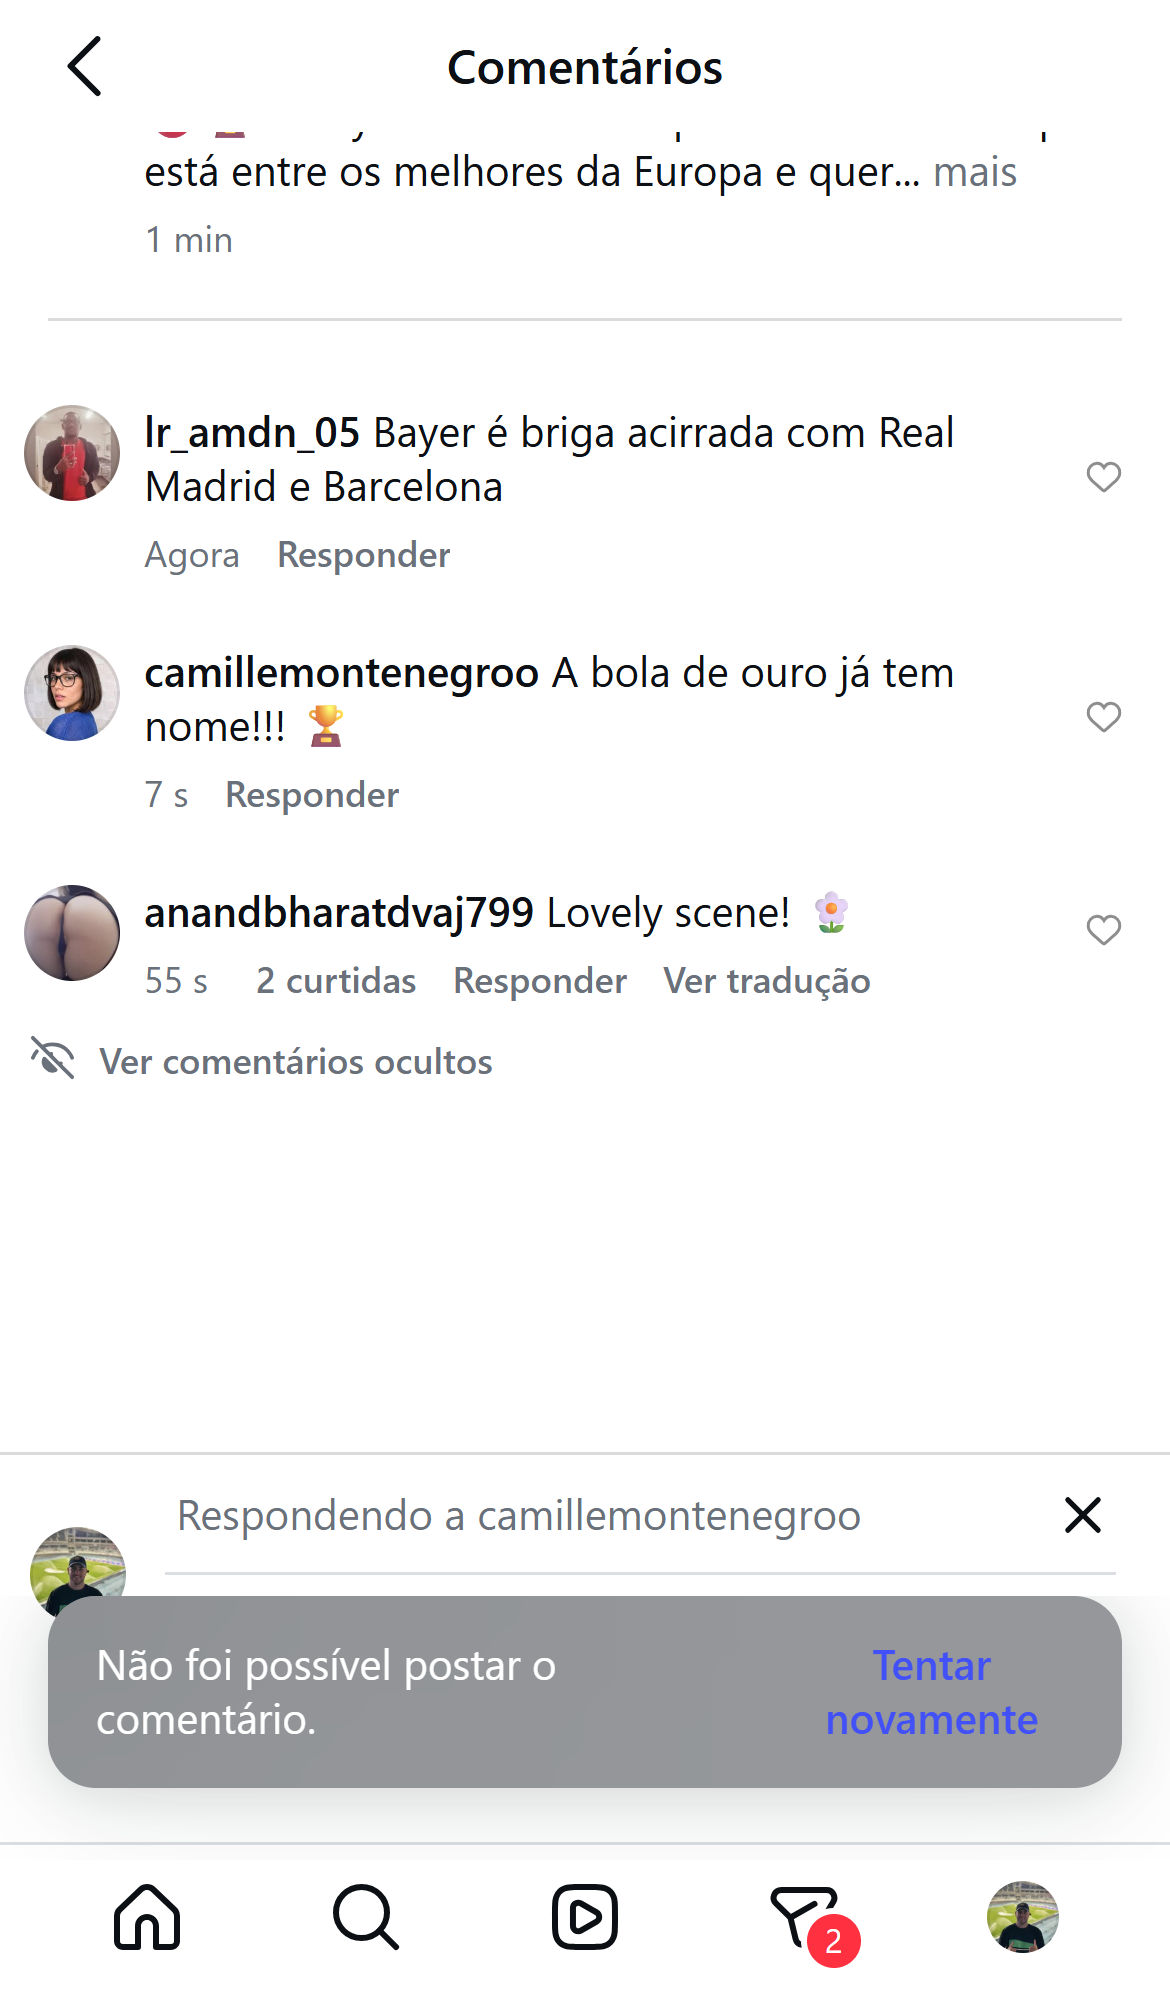 Comentários
está entre os melhores da Europa e quer... mais
1 min
lr_amdn_05 Bayer é briga acirrada com Real
Madrid e Barcelona
Agora Responder
camillemontenegroo A bola de ouro já tem
nome!!! 🏆
7 s Responder
anandbharatdvaj799 Lovely scene! 🌸
55 s 2 curtidas Responder Ver tradução
Ver comentários ocultos
Respondendo a camillemontenegroo
Não foi possível postar o
comentário.
Tentar
novamente
2